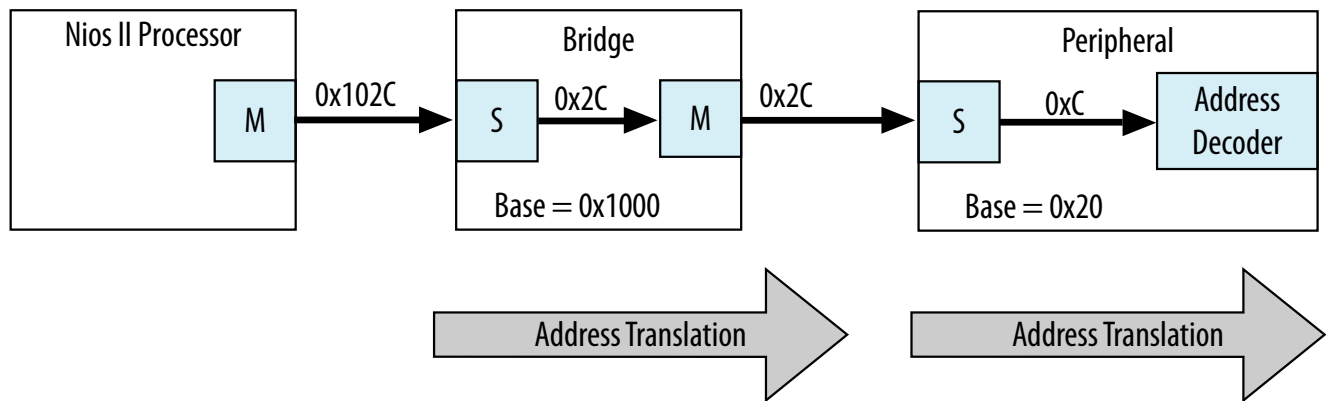 Nios II Processor
M
0x102C
Bridge
S
0x2C
M
Base = 0x1000
0x2C
Peripheral
S
0xC
Address
Decoder
Base = 0x20
Address Translation
Address Translation